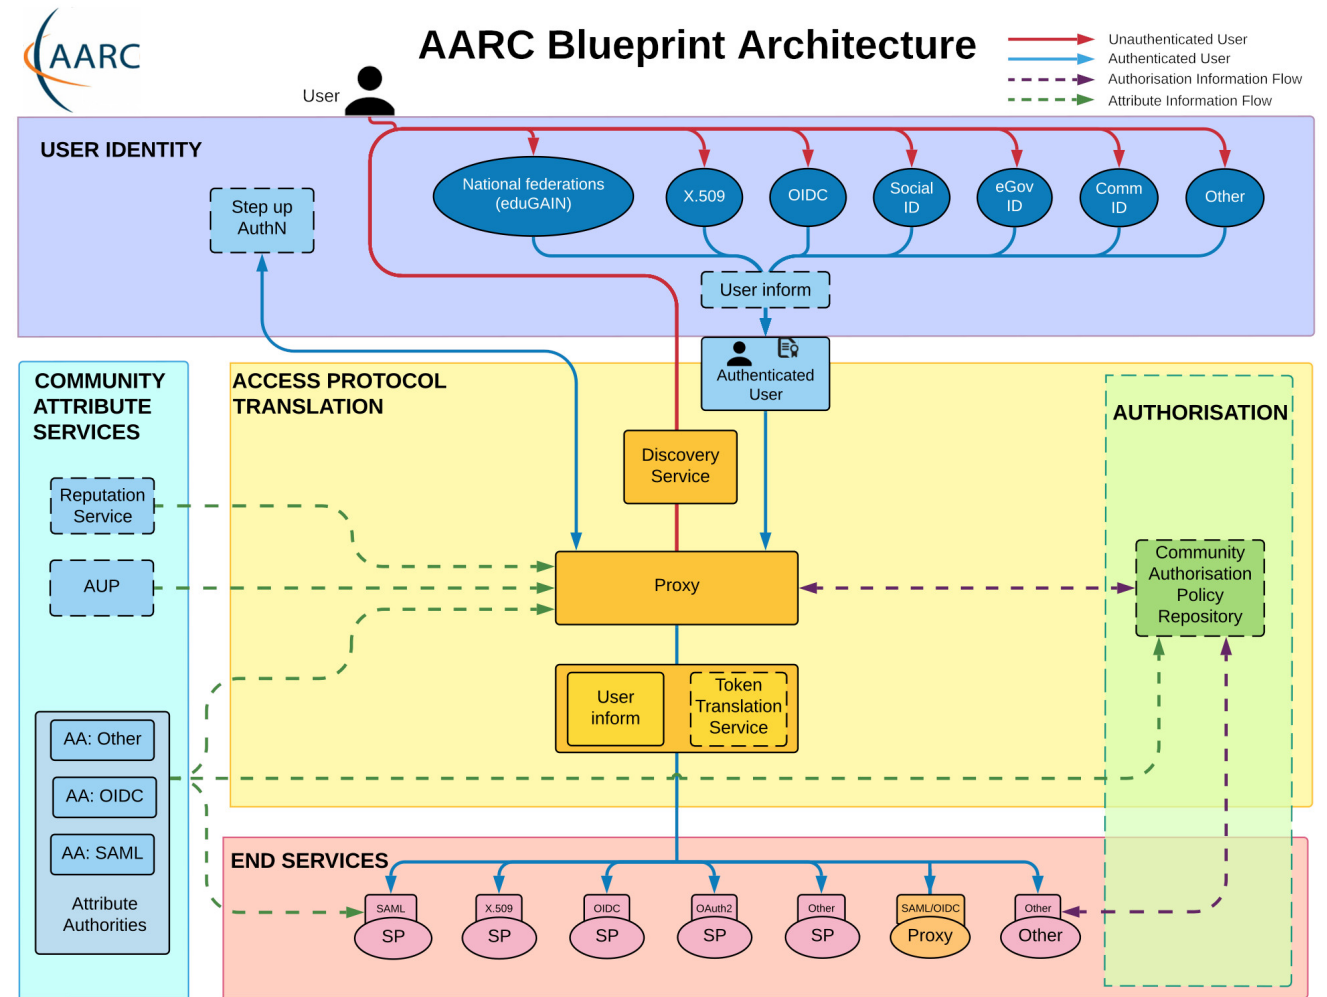 AARC
AARC Blueprint Architecture
Unauthenticated User
Authenticated User
Authorisation Information Flow
Attribute Information Flow
User
USER IDENTITY
Step up
AuthN
National federations
(eduGAIN)
X.509
OIDC
Social
ID
eGov
ID
Comm
ID
Other
User inform
Authenticated
User
COMMUNITY
ATTRIBUTE
SERVICES
Reputation
Service
AUP
AA: Other
AA: OIDC
AA: SAML
Attribute
Authorities
ACCESS PROTOCOL
TRANSLATION
Discovery
Service
Proxy
User
inform
Token
Translation
Service
AUTHORISATION
Community
Authorisation
Policy
Repository
END SERVICES
SAML
SP
X.509
SP
OIDC
SP
OAuth2
SP
Other
SP
SAML/OIDC
Proxy
Other
Other